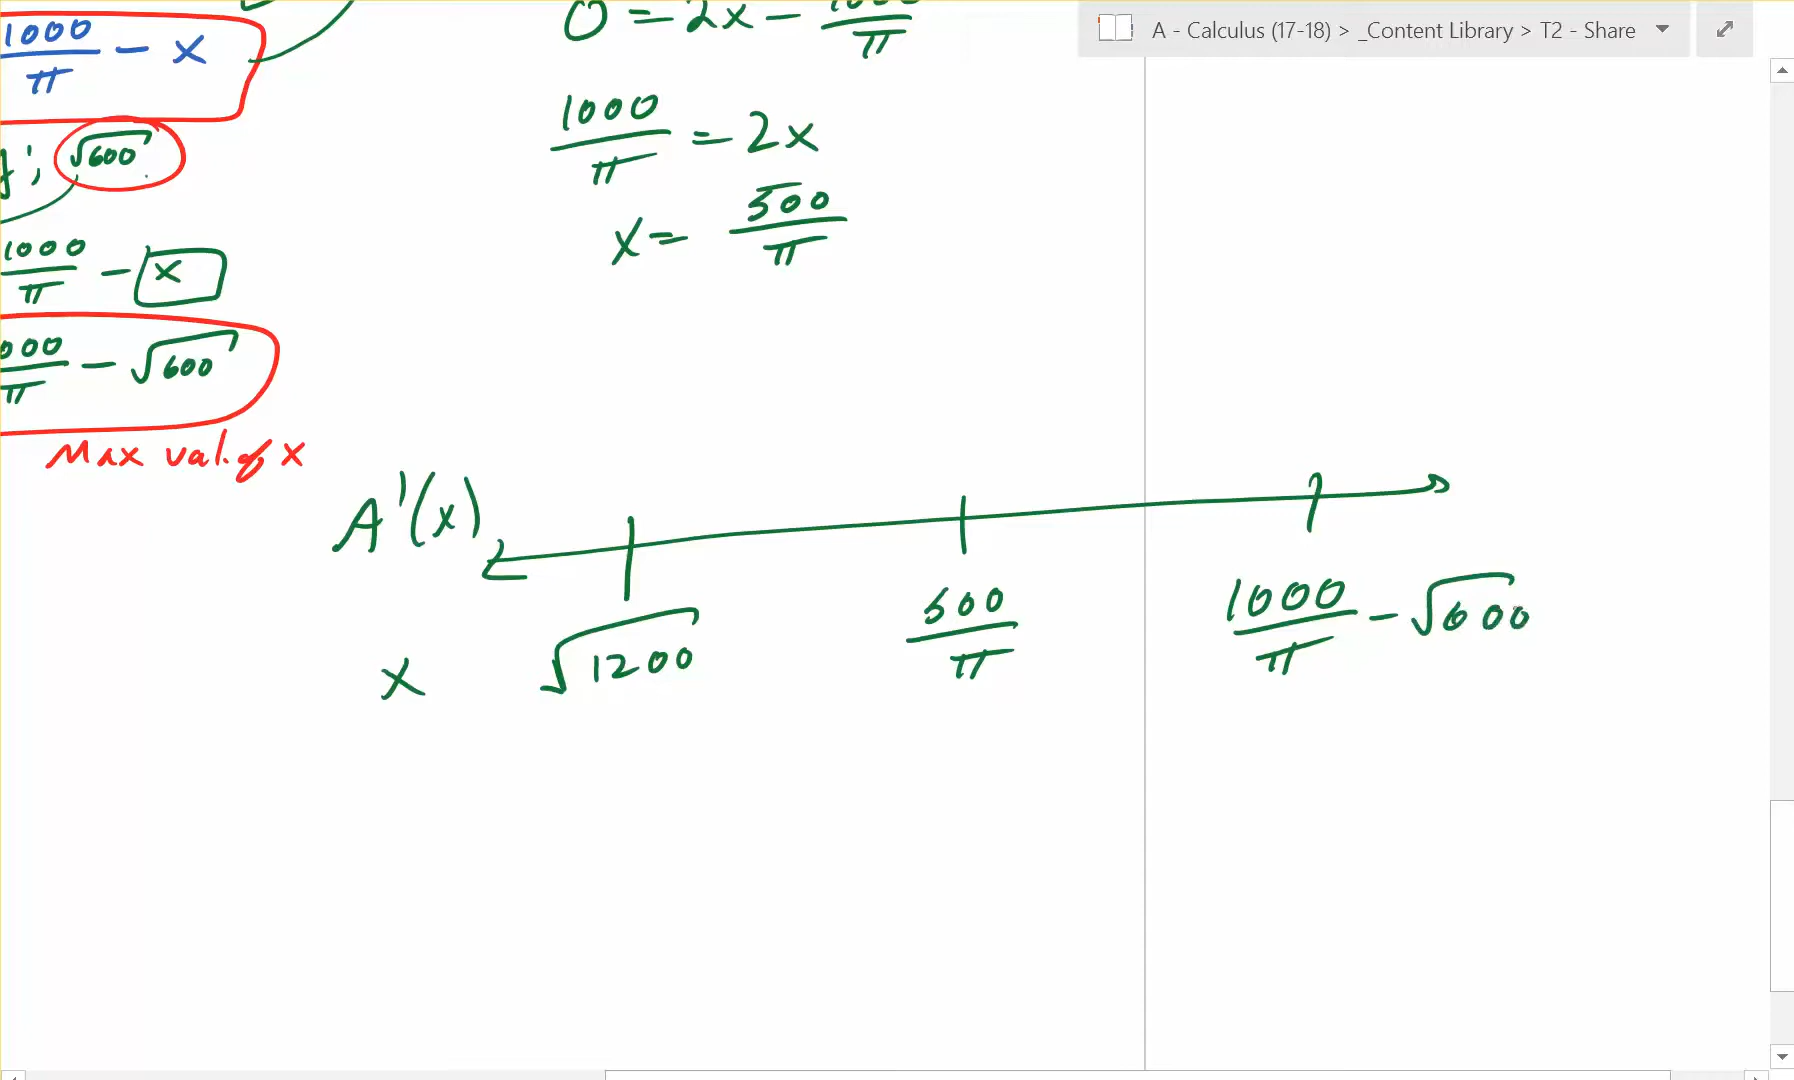 A - Calculus (17-18) > _Content Library > T2 - Share
0 = 2x - 1000/π
1000/π - x
1000/π = 2x
√600
x = 500/π
1000/π - x
000/π - √600
Max val. of x
A'(x)
x √1200 500/π 1000/π - √600